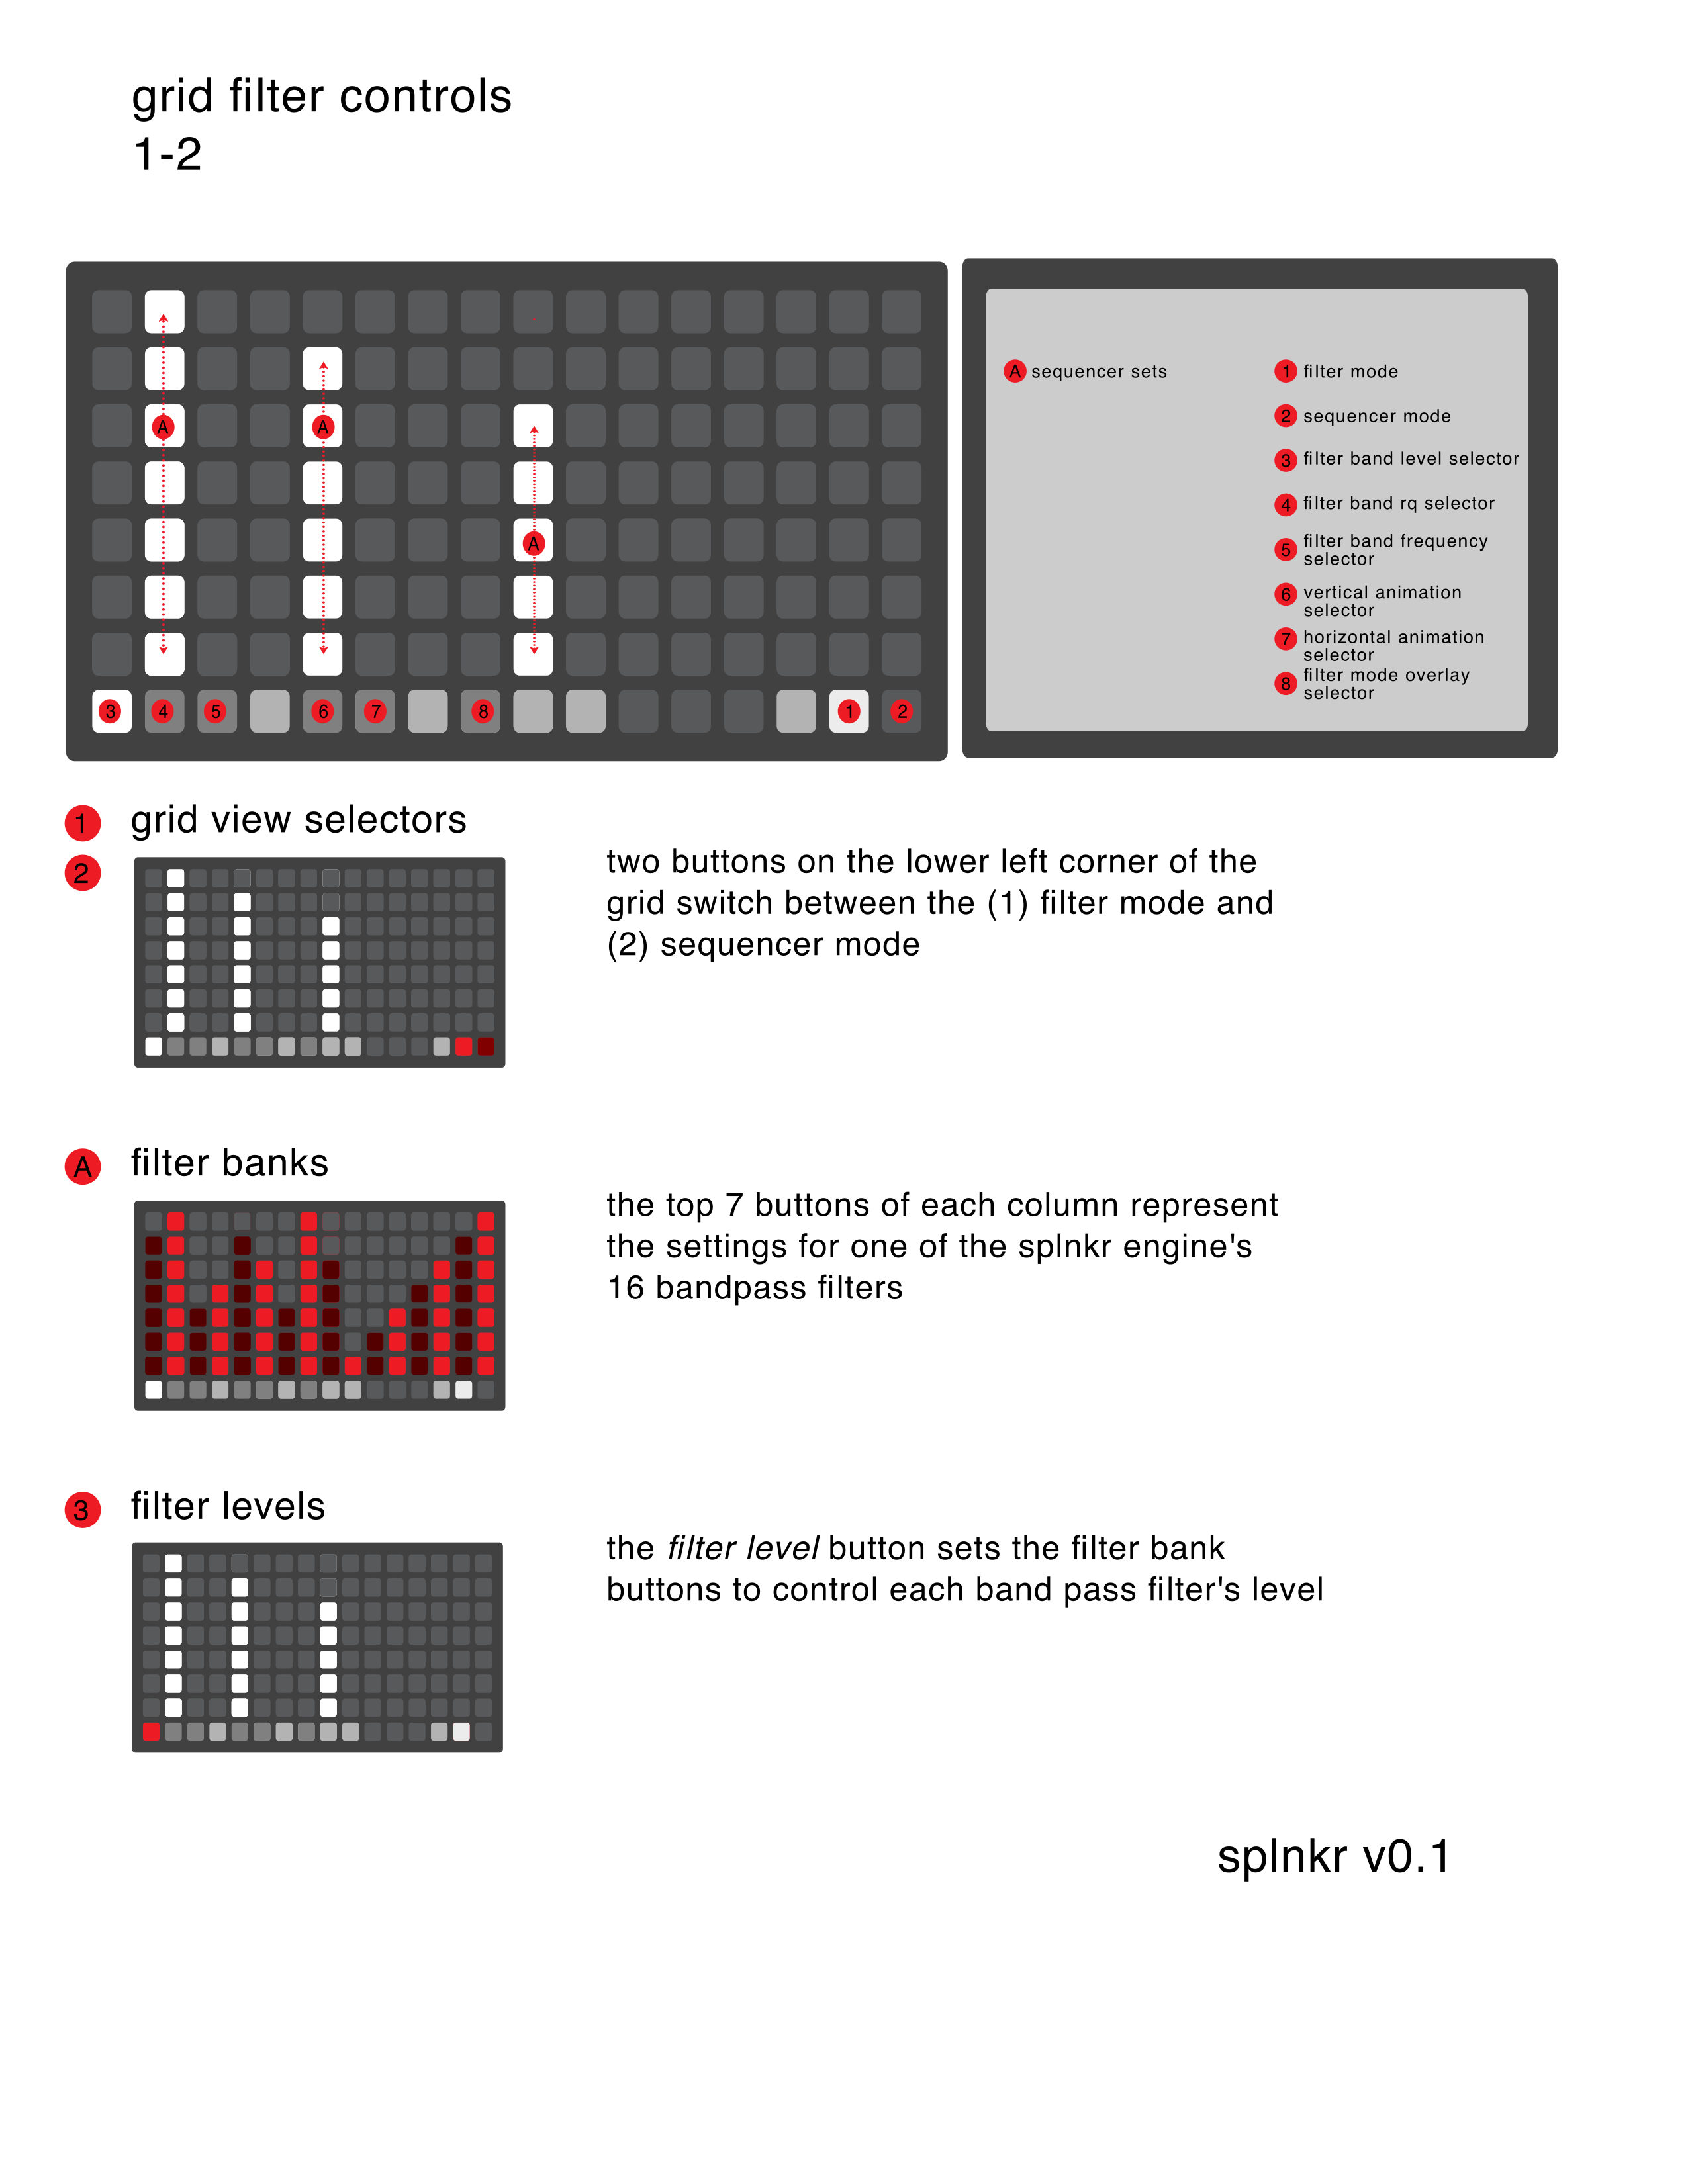 grid filter controls
1-2
A
A
A
3 4 5 6 7 8 1 2
A sequencer sets
1 filter mode
2 sequencer mode
3 filter band level selector
4 filter band rq selector
5 filter band frequency
selector
6 vertical animation
selector
7 horizontal animation
selector
8 filter mode overlay
selector
1 grid view selectors
2
two buttons on the lower left corner of the
grid switch between the (1) filter mode and
(2) sequencer mode
A filter banks
the top 7 buttons of each column represent
the settings for one of the splnkr engine's
16 bandpass filters
3 filter levels
the filter level button sets the filter bank
buttons to control each band pass filter's level
splnkr v0.1